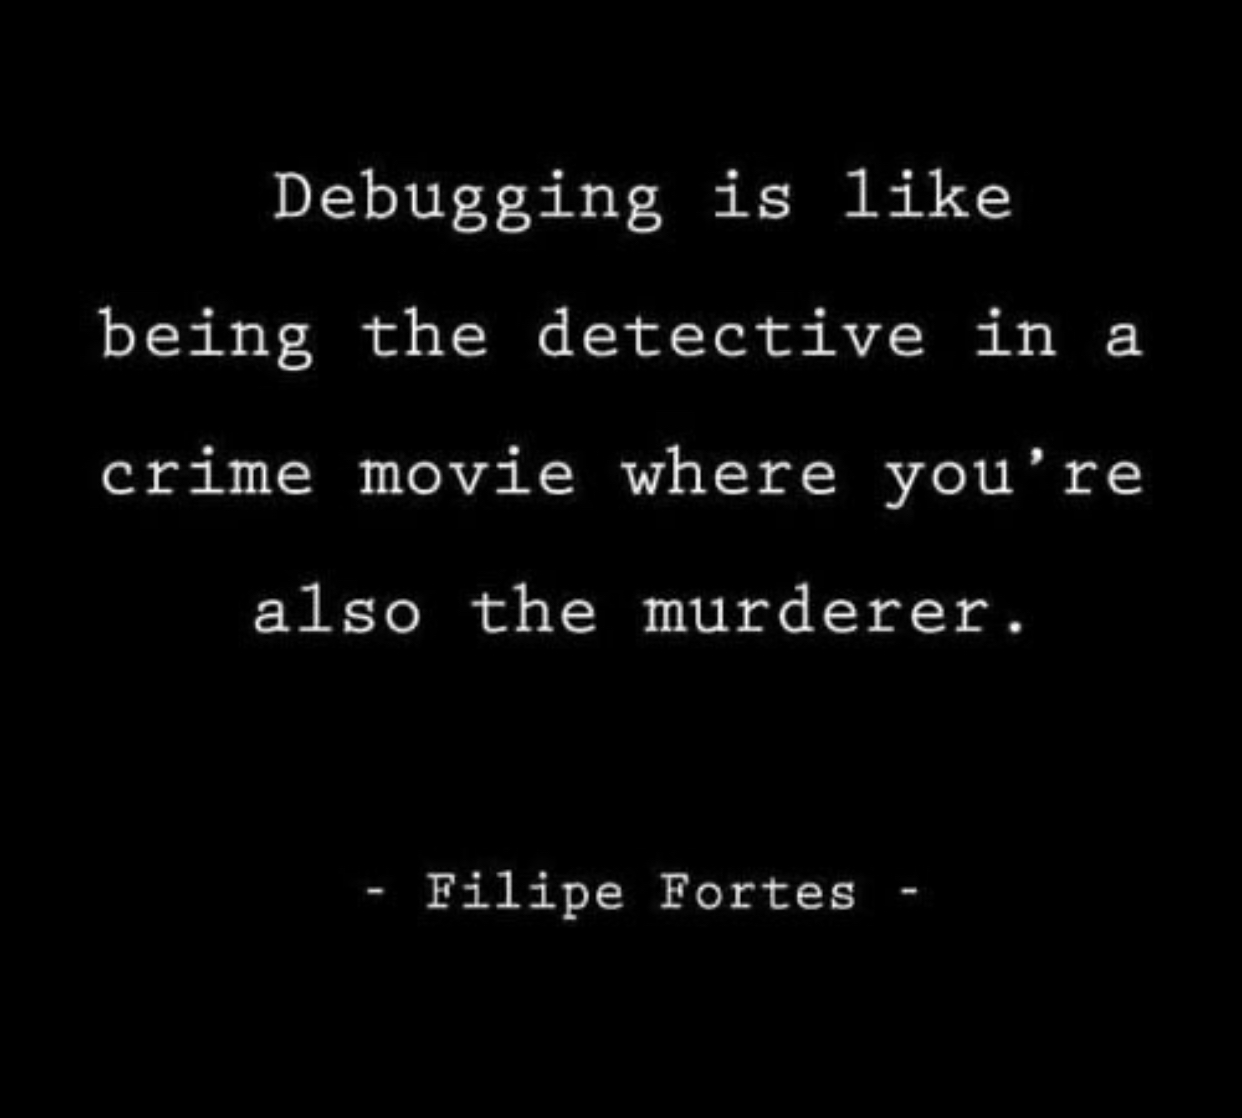 Debugging is like
being the detective in a
crime movie where you’re
also the murderer.
- Filipe Fortes -